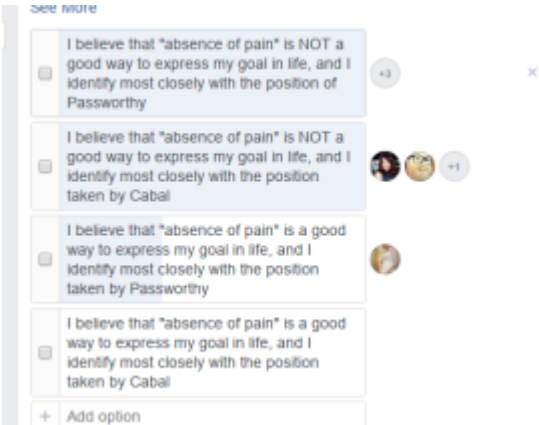 See More
I believe that "absence of pain" is NOT a
good way to express my goal in life, and I
identify most closely with the position of
Passworthy
+3
×
I believe that "absence of pain" is NOT a
good way to express my goal in life, and I
identify most closely with the position
taken by Cabal
+1
I believe that "absence of pain" is a good
way to express my goal in life, and I
identify most closely with the position
taken by Passworthy
I believe that "absence of pain" is a good
way to express my goal in life, and I
identify most closely with the position
taken by Cabal
+ Add option